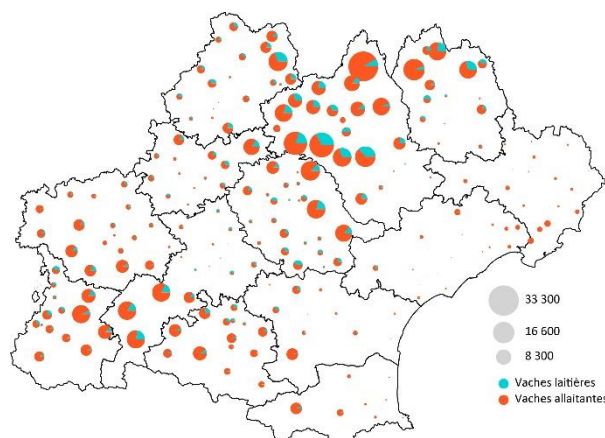 33 300
16 600
8 300
Vaches laitières
Vaches allaitantes